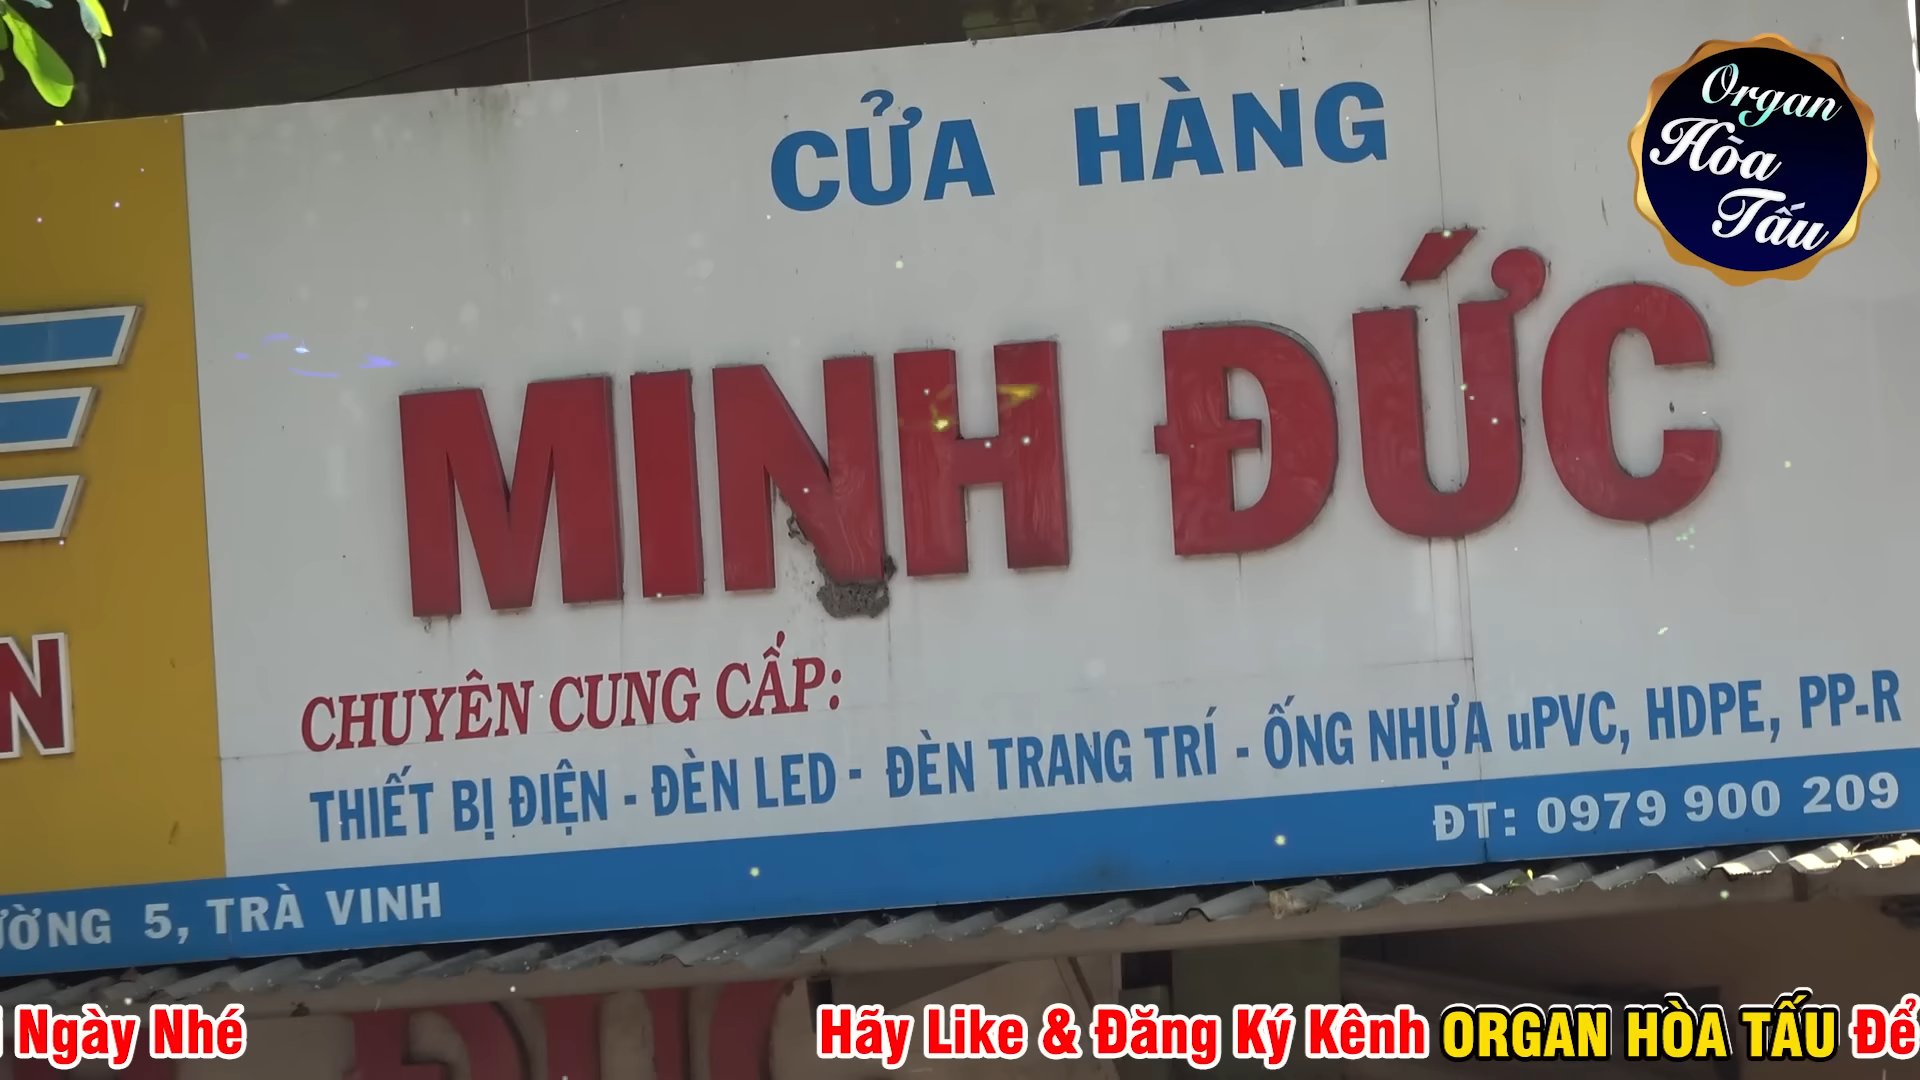 CỬA HÀNG
MINH ĐỨC
CHUYÊN CUNG CẤP:
THIẾT BỊ ĐIỆN - ĐÈN LED - ĐÈN TRANG TRÍ - ỐNG NHỰA uPVC, HDPE, PP-R
ĐT: 0979 900 209
5, TRÀ VINH
N
Organ
Hòa
Tấu
Ngày Nhé
Hãy Like & Đăng Ký Kênh ORGAN HÒA TẤU Để
ĐỨC